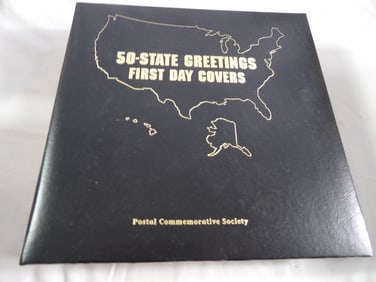 50-STATE GREETINGS
FIRST DAY COVERS
Postal Commemorative Society